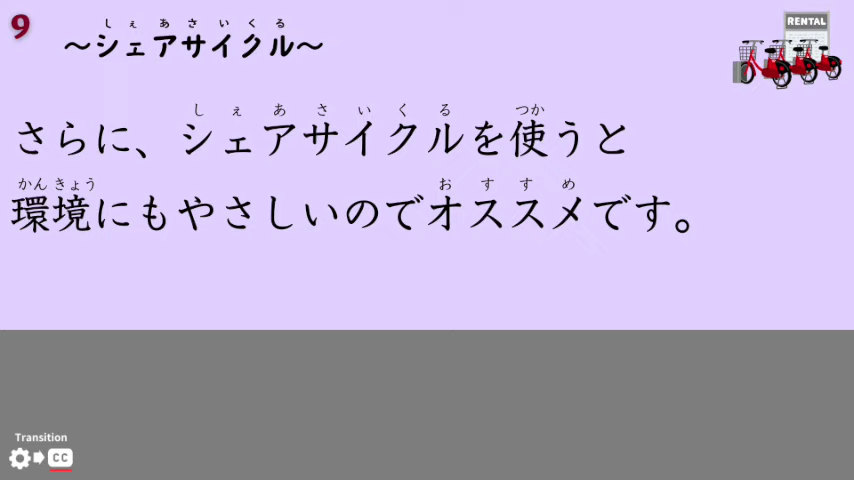 9
しぇあさいくる
～シェアサイクル～
RENTAL
しぇあさいくる つか
さらに、シェアサイクルを使うと
かんきょう おすすめ
環境にもやさしいのでオススメです。
Transition
CC